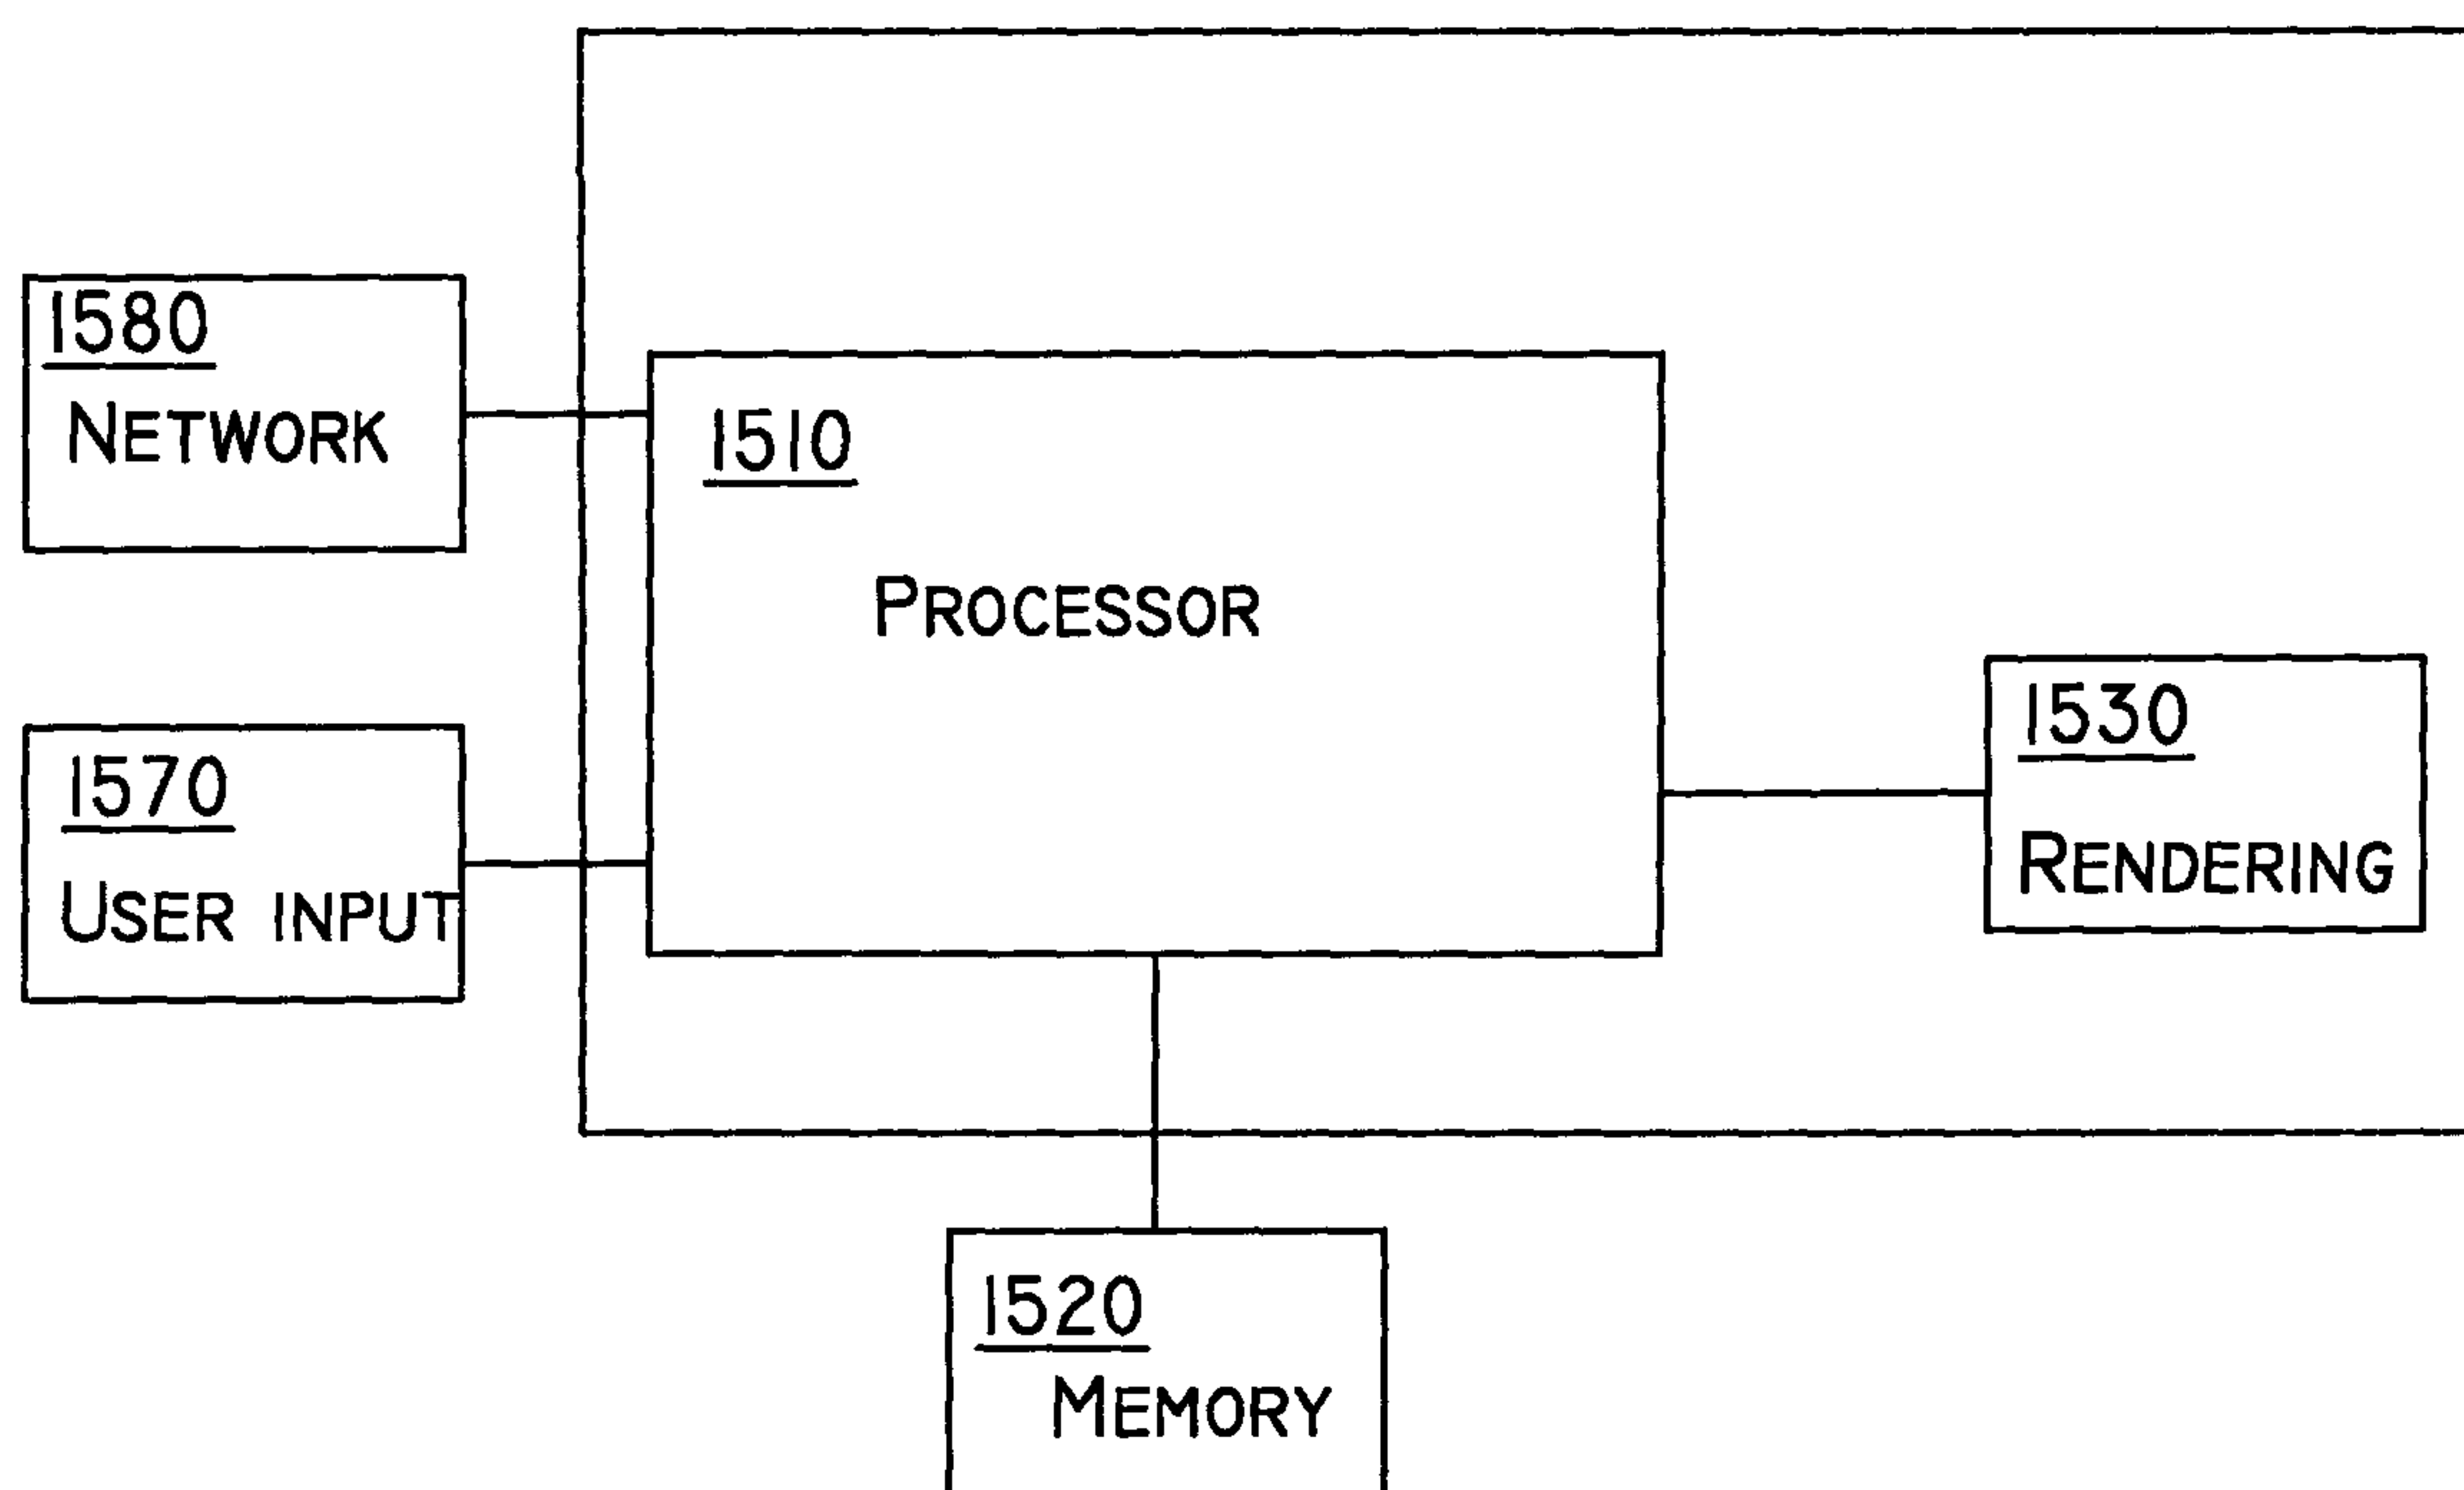 1580
NETWORK
1510
PROCESSOR
1570
USER INPUT
1530
RENDERING
1520
MEMORY